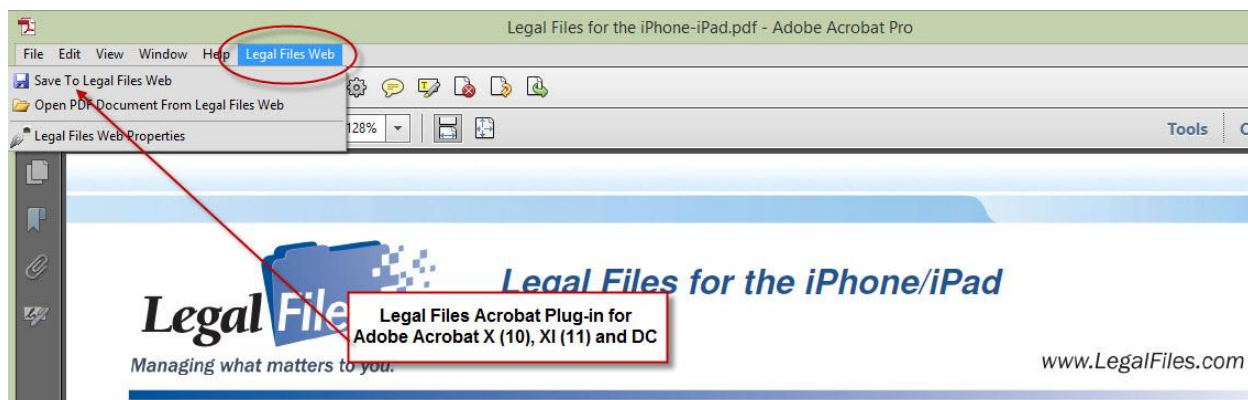 Legal Files for the iPhone-iPad.pdf - Adobe Acrobat Pro
File Edit View Window Help Legal Files Web
Save To Legal Files Web
Open PDF Document From Legal Files Web
Legal Files Web Properties
128%
Tools
Legal Files for the iPhone/iPad
Legal Files
Legal Files Acrobat Plug-in for
Adobe Acrobat X (10), XI (11) and DC
Managing what matters to you.
www.LegalFiles.com